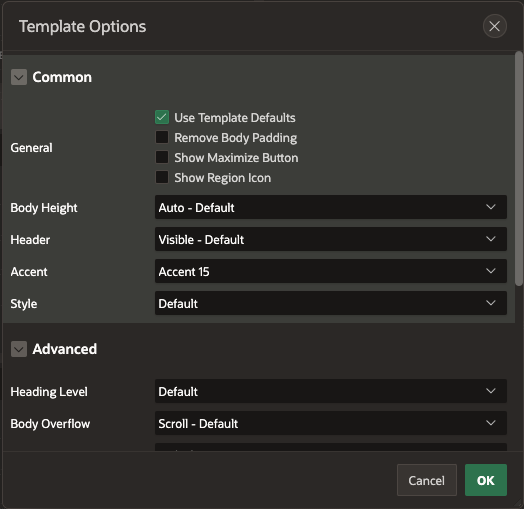 Template Options
Common
General
Use Template Defaults
Remove Body Padding
Show Maximize Button
Show Region Icon
Body Height
Auto - Default
Header
Visible - Default
Accent
Accent 15
Style
Default
Advanced
Heading Level
Default
Body Overflow
Scroll - Default
Cancel
OK